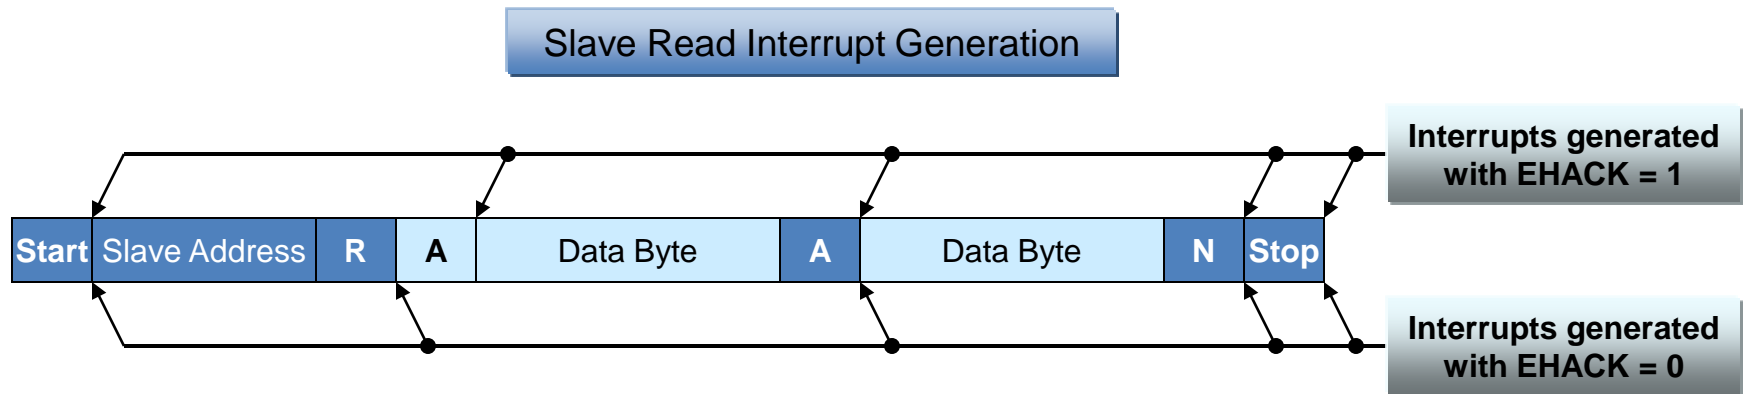 Slave Read Interrupt Generation
Interrupts generated
with EHACK = 1
Start Slave Address R A Data Byte A Data Byte N Stop
Interrupts generated
with EHACK = 0